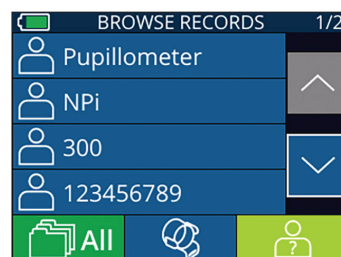 BROWSE RECORDS 1/2
Pupillometer
NPi
300
123456789
All
?